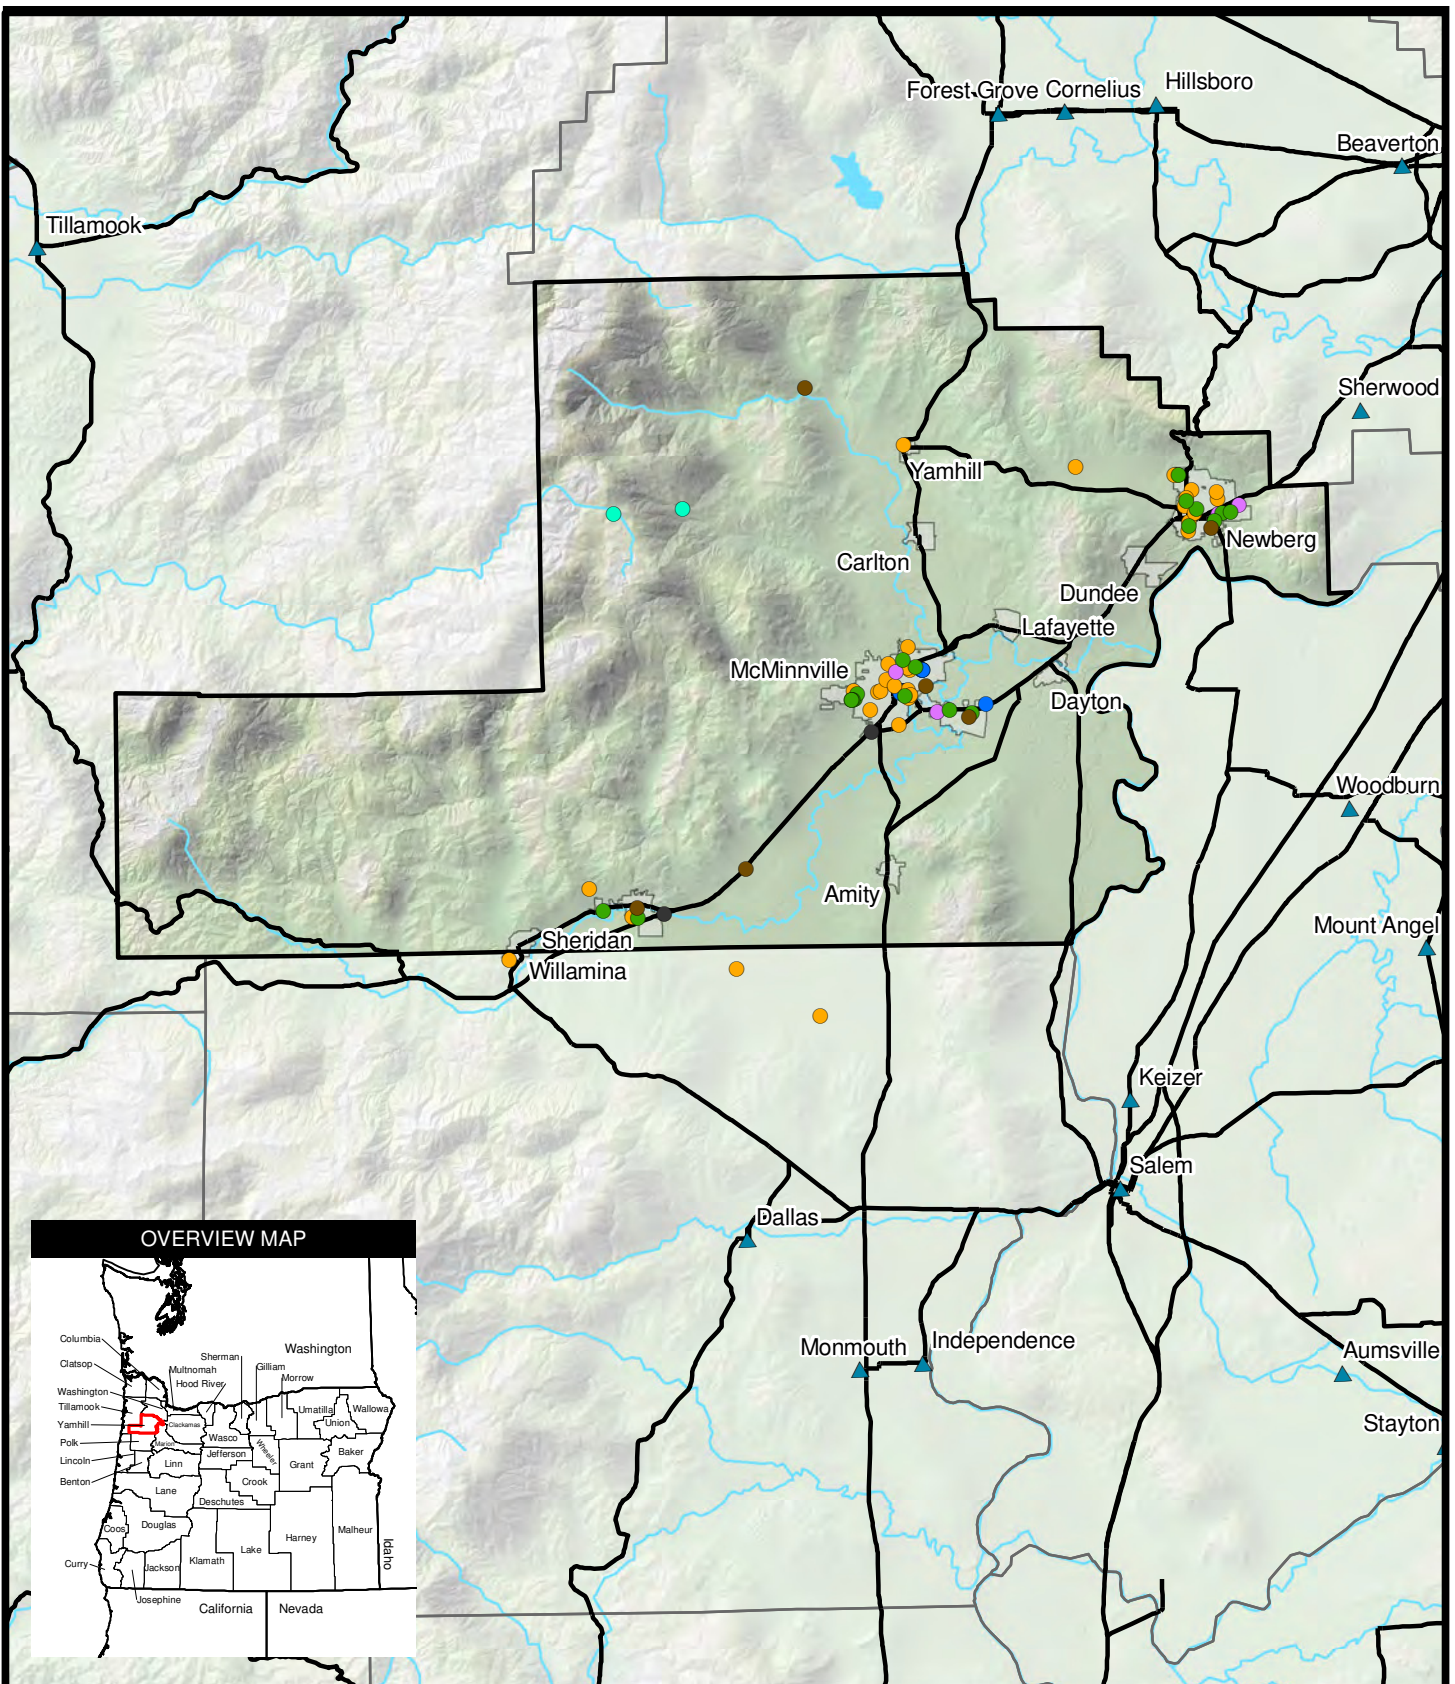 Forest Grove
Cornelius
Hillsboro
Beaverton
Tillamook
Sherwood
Yamhill
Newberg
Carlton
Dundee
Lafayette
McMinnville
Dayton
Woodburn
Amity
Mount Angel
Sheridan
Willamina
Keizer
Salem
Dallas
Monmouth
Independence
Aumsville
Stayton
OVERVIEW MAP
Columbia
Clatsop
Washington
Tillamook
Yamhill
Polk
Lincoln
Benton
Multnomah
Hood River
Sherman
Gilliam
Morrow
Washington
Umatilla
Wallowa
Union
Clackamas
Wasco
Wheeler
Marion
Jefferson
Baker
Linn
Grant
Crook
Lane
Deschutes
Coos
Douglas
Harney
Malheur
Lake
Klamath
Curry
Jackson
Josephine
Idaho
California
Nevada